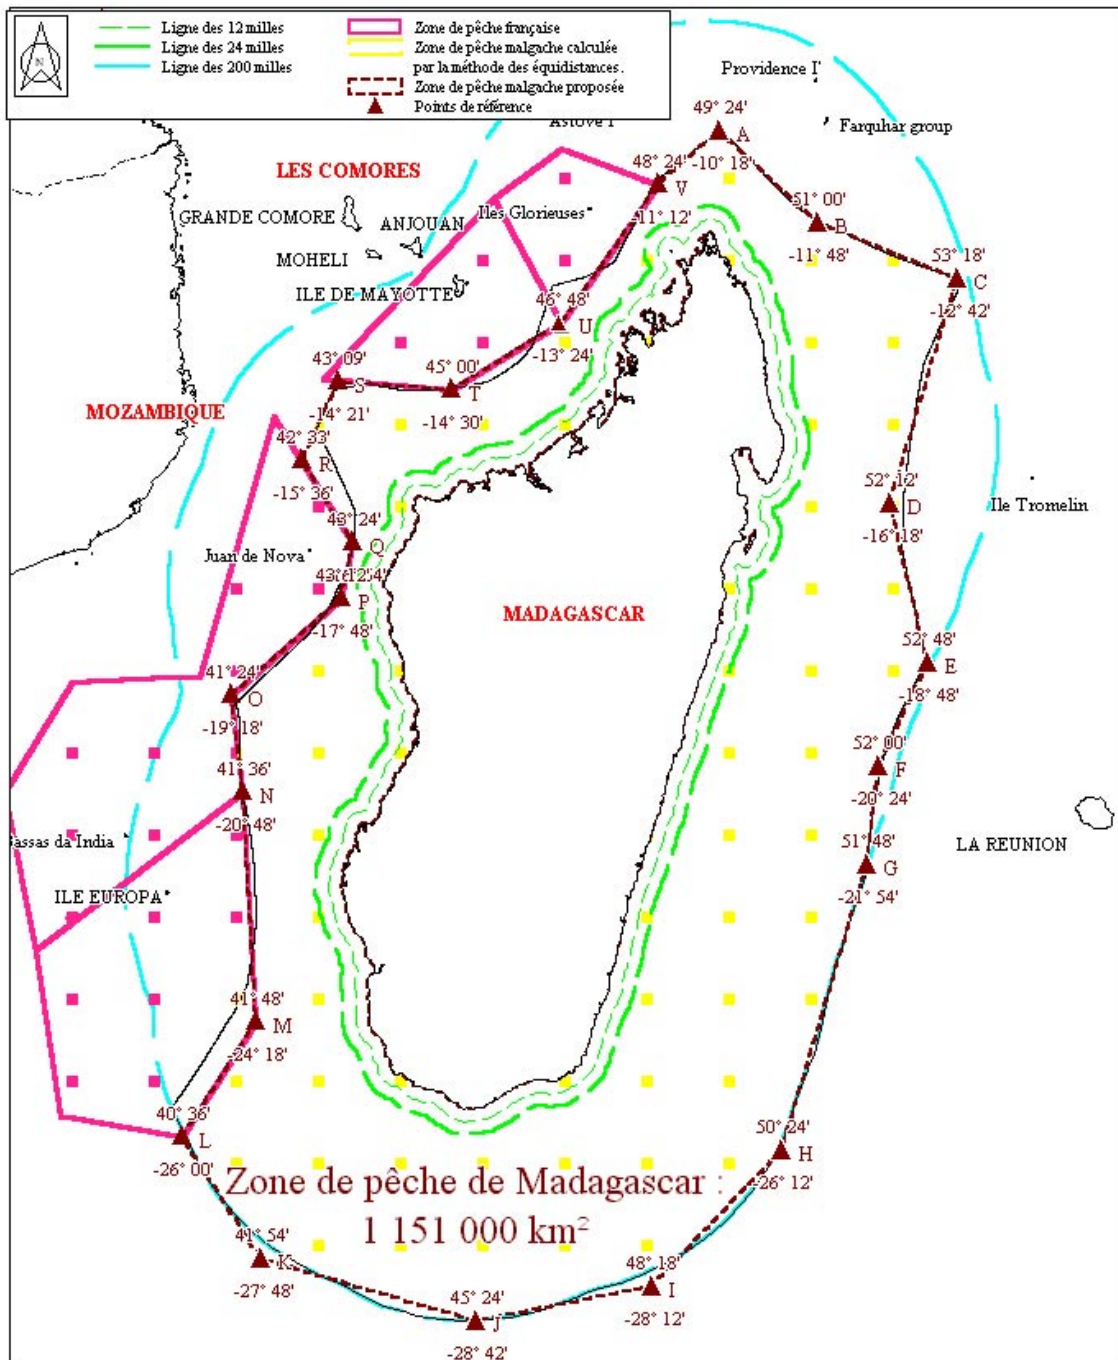 N
Ligne des 12 milles
Ligne des 24 milles
Ligne des 200 milles
Zone de pêche française
Zone de pêche malgache calculée
par la méthode des équidistances.
Zone de pêche malgache proposée
Points de référence
Providence I
49° 24'
A
-10° 18'
Astove I
Farquhar group
48° 24'
V
-11° 12'
LES COMORES
GRANDE COMORE
ANJOUAN
Iles Glorieuses
51° 00'
B
-11° 48'
MOHELI
ILE DE MAYOTTE
53° 18'
C
-12° 42'
46° 48'
U
-13° 24'
43° 09'
S
-14° 21'
45° 00'
T
-14° 30'
MOZAMBIQUE
42° 33'
R
-15° 36'
52° 12'
D
-16° 18'
Ile Tromelin
43° 24'
Q
Juan de Nova
P
-17° 48'
MADAGASCAR
52° 48'
E
-18° 48'
41° 24'
O
-19° 18'
52° 00'
F
-20° 24'
41° 36'
N
-20° 48'
51° 48'
G
-21° 54'
LA REUNION
Bassas da India
ILE EUROPA
41° 48'
M
-24° 18'
40° 36'
L
-26° 00'
50° 24'
H
-26° 12'
Zone de pêche de Madagascar :
1 151 000 km²
41° 54'
K
-27° 48'
48° 18'
I
-28° 12'
45° 24'
J
-28° 42'